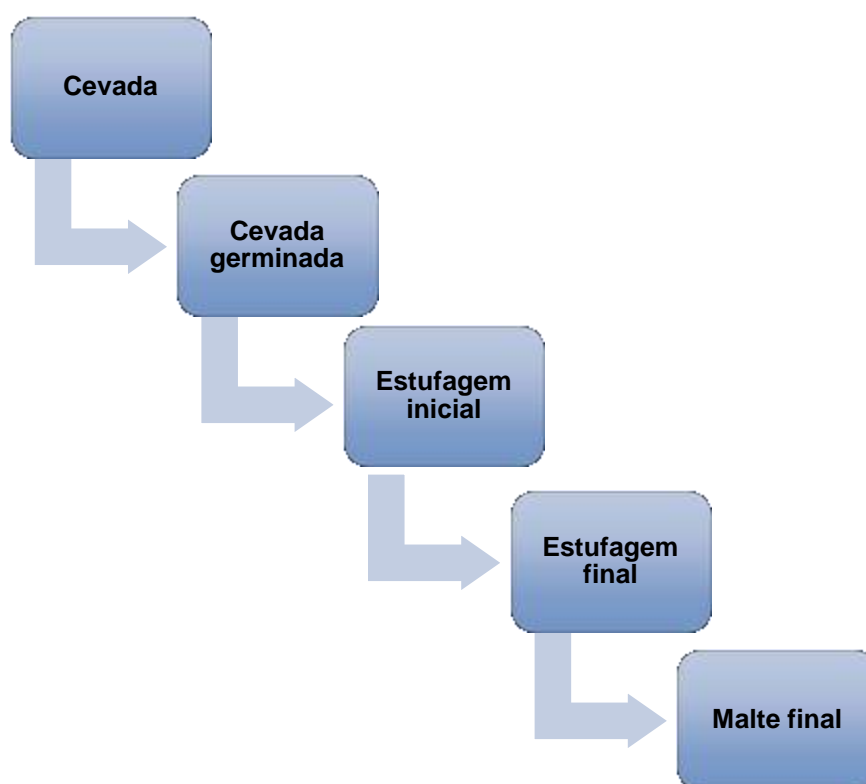 Cevada
Cevada
germinada
Estufagem
inicial
Estufagem
final
Malte final